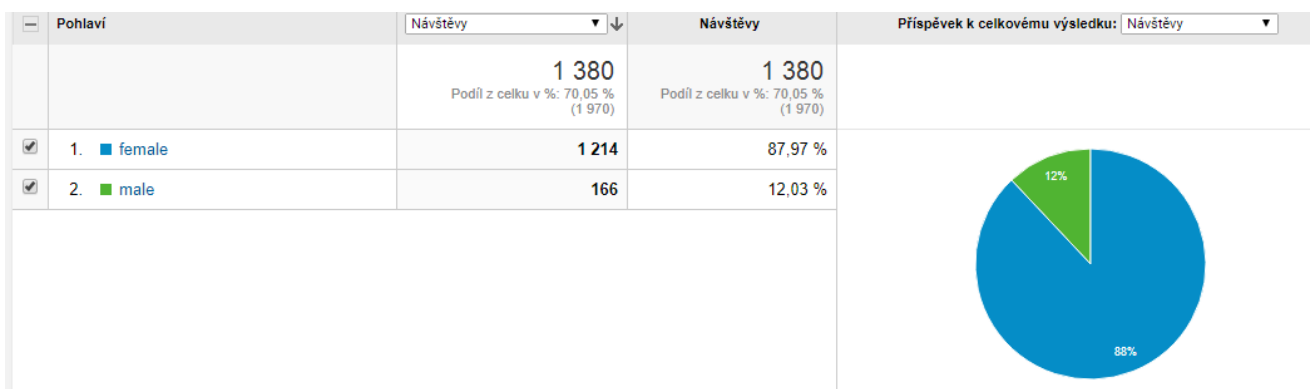 Pohlaví
Návštěvy
Návštěvy
Příspěvek k celkovému výsledku: Návštěvy
1 380
Podíl z celku v %: 70,05 %
(1 970)
1 380
Podíl z celku v %: 70,05 %
(1 970)
1. female 1 214 87,97 %
2. male 166 12,03 %
12%
88%